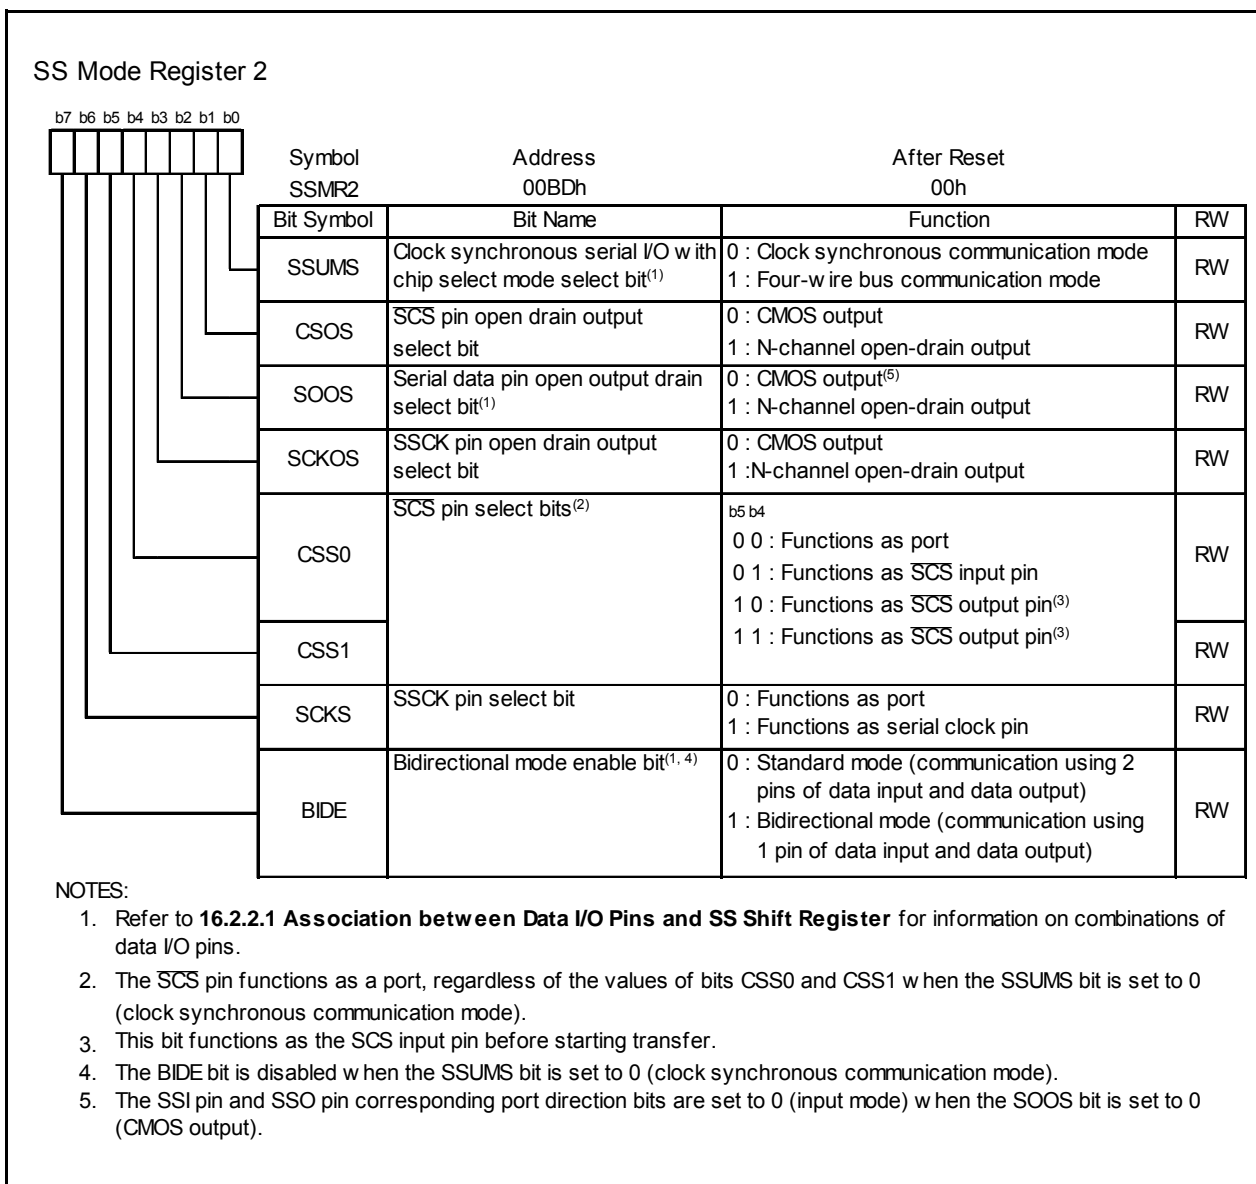 SS Mode Register 2
b7 b6 b5 b4 b3 b2 b1 b0
Symbol Address After Reset
SSMR2 00BDh 00h
Bit Symbol Bit Name Function RW
SSUMS Clock synchronous serial I/O with chip select mode select bit(1) 0 : Clock synchronous communication mode RW
1 : Four-wire bus communication mode
CSOS SCS pin open drain output select bit 0 : CMOS output RW
1 : N-channel open-drain output
SOOS Serial data pin open output drain select bit(1) 0 : CMOS output(5) RW
1 : N-channel open-drain output
SCKOS SSCK pin open drain output select bit 0 : CMOS output RW
1 :N-channel open-drain output
CSS0 SCS pin select bits(2) b5 b4 RW
0 0 : Functions as port
0 1 : Functions as SCS input pin
1 0 : Functions as SCS output pin(3)
1 1 : Functions as SCS output pin(3)
CSS1 RW
SCKS SSCK pin select bit 0 : Functions as port RW
1 : Functions as serial clock pin
BIDE Bidirectional mode enable bit(1, 4) 0 : Standard mode (communication using 2 RW
pins of data input and data output)
1 : Bidirectional mode (communication using
1 pin of data input and data output)
NOTES:
1. Refer to 16.2.2.1 Association between Data I/O Pins and SS Shift Register for information on combinations of
data I/O pins.
2. The SCS pin functions as a port, regardless of the values of bits CSS0 and CSS1 when the SSUMS bit is set to 0
(clock synchronous communication mode).
3. This bit functions as the SCS input pin before starting transfer.
4. The BIDE bit is disabled when the SSUMS bit is set to 0 (clock synchronous communication mode).
5. The SSI pin and SSO pin corresponding port direction bits are set to 0 (input mode) when the SOOS bit is set to 0
(CMOS output).